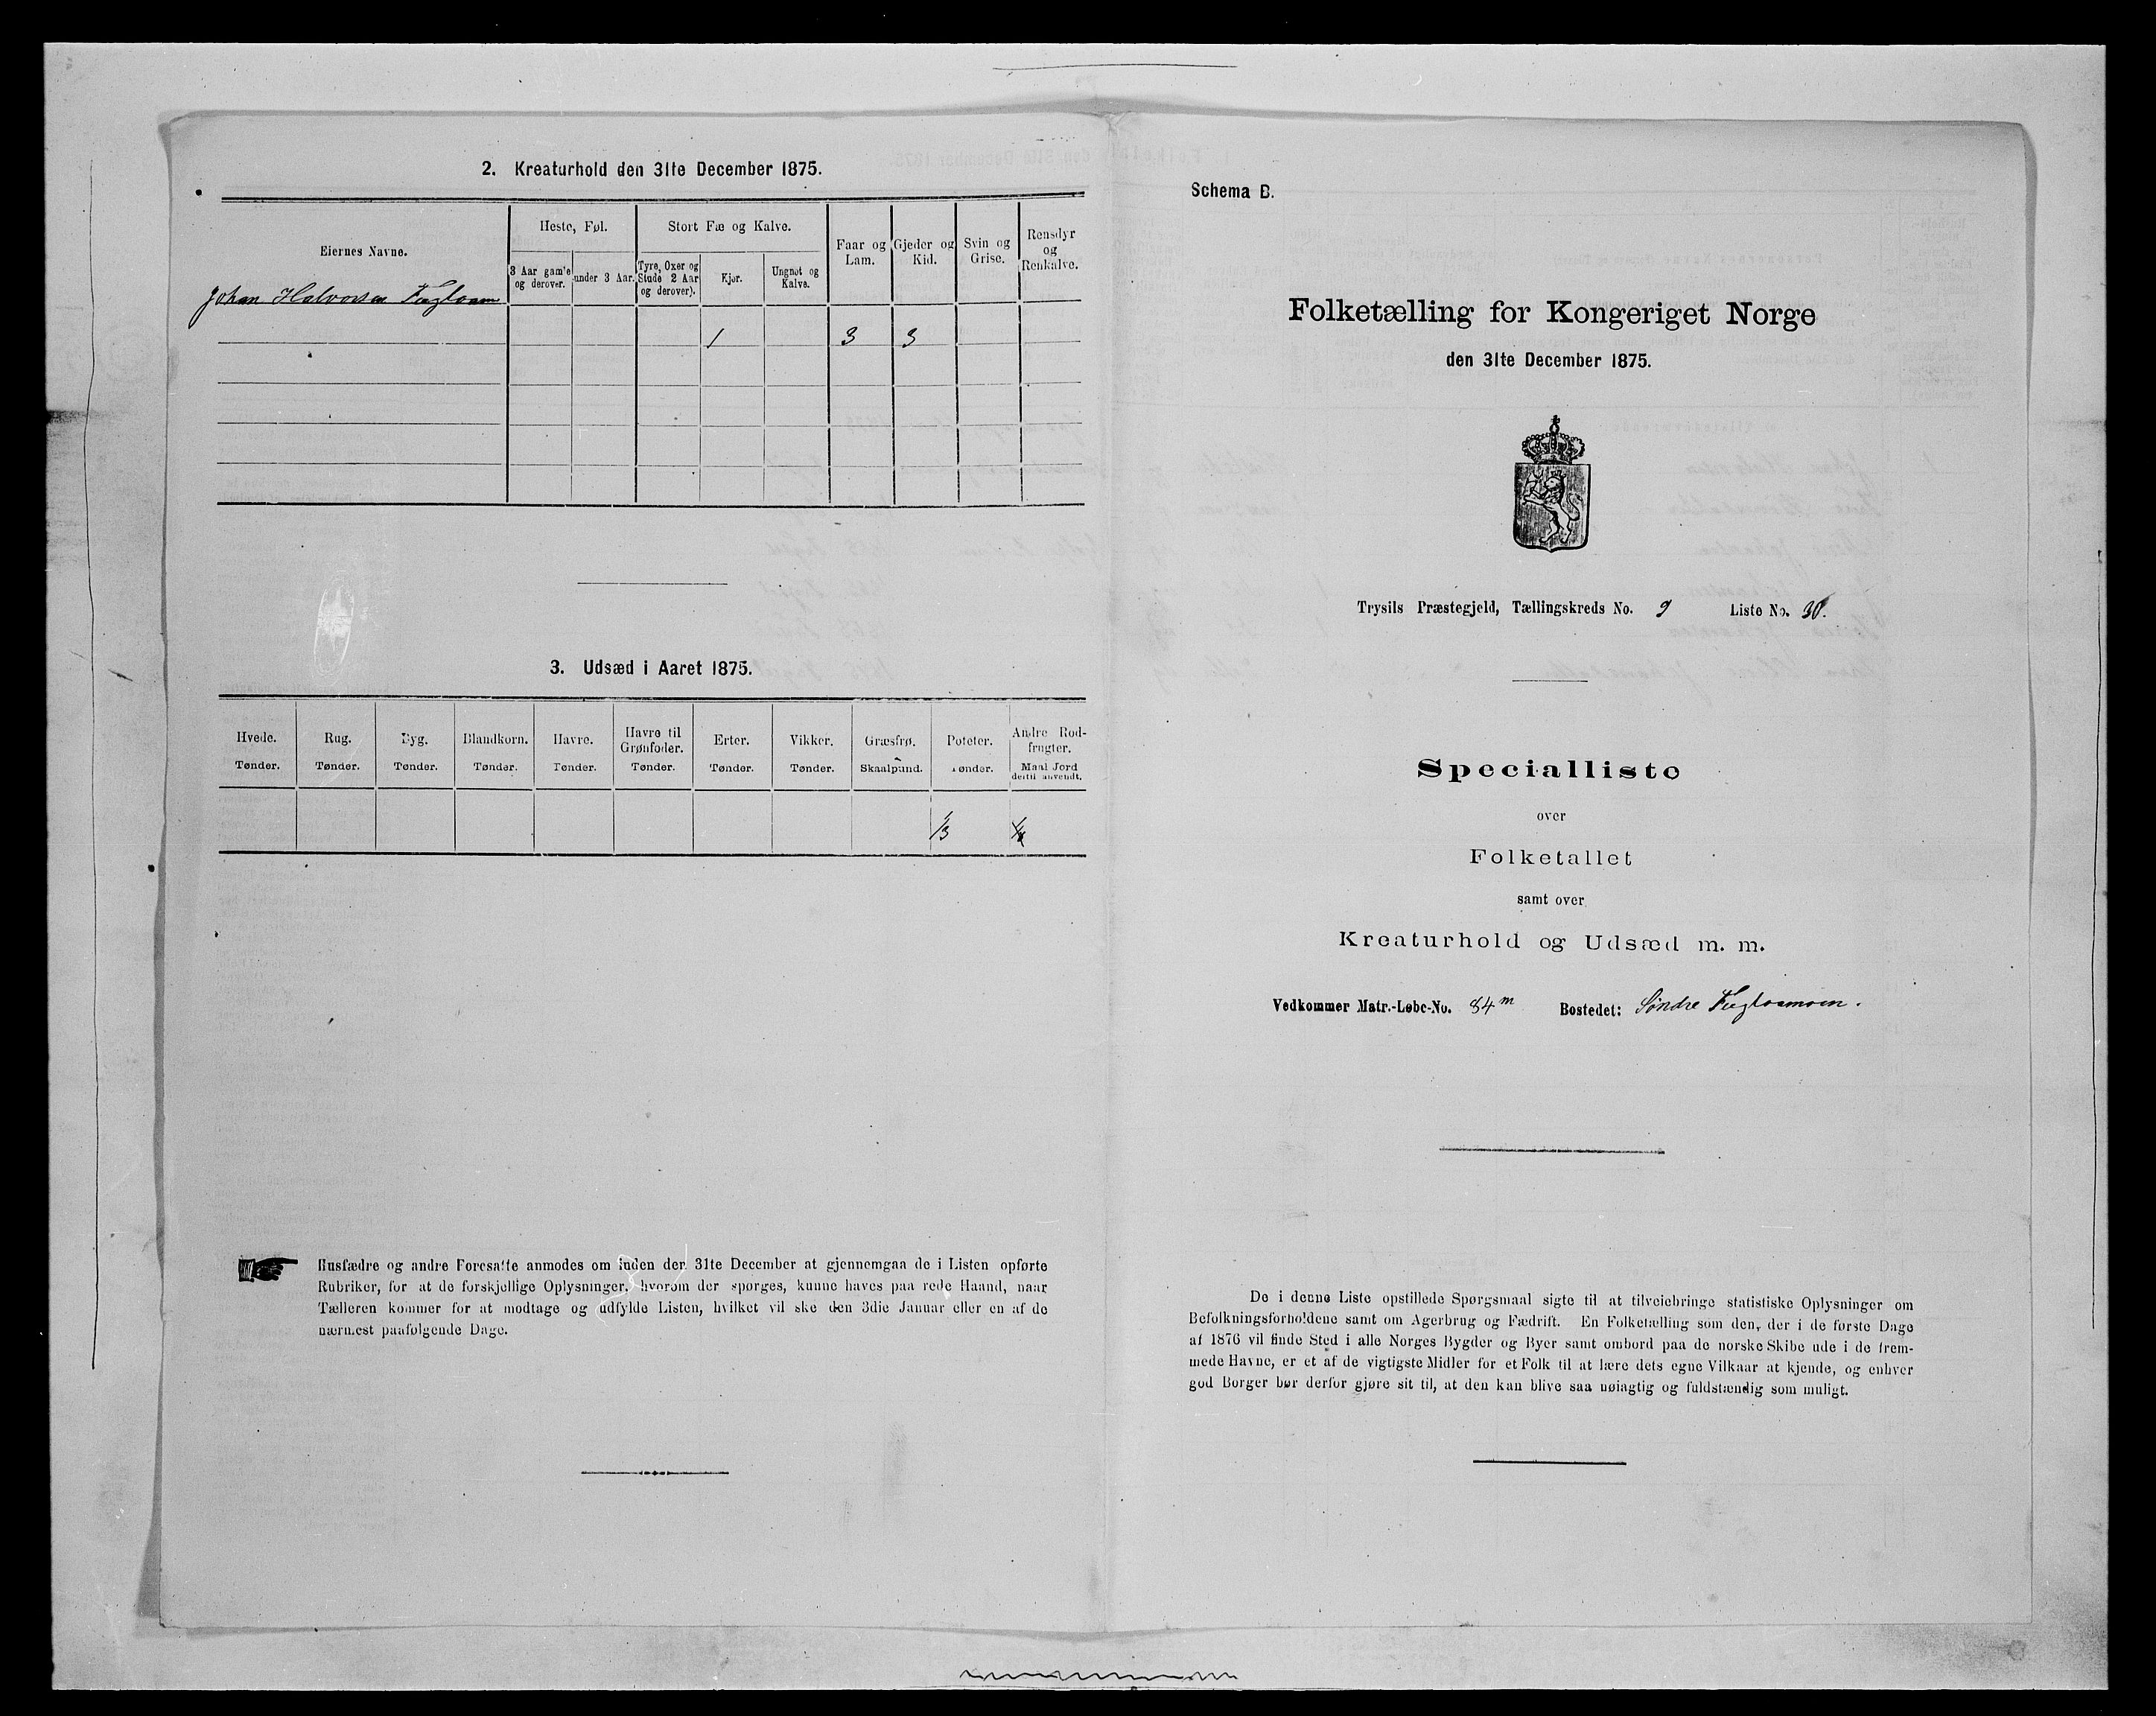 2. Kreaturhold den 31te December 1875.
Eiernes Navne.
Heste, Føl.
Stort Fæ og Kalve.
Faar og Lam.
Gjeder og Kid.
Svin og Grise.
Rensdyr og Renkalve.
3 Aar gam'e og derover.
under 3 Aar.
Tyre, Oxer og Stude 2 Aar og derover).
Kjør.
Ungnøt og Kalve.
Johan Halvorsen
1 3 3
3. Udsæd i Aaret 1875.
Hvede. Rug. Byg. Blandkorn. Havre. Havre til Grønfoder. Erter. Vikker. Græsfrø. Poteter. Andre Rodfrugter.
Tønder. Tønder. Tønder. Tønder. Tønder. Tønder. Tønder. Tønder. Skaalpund. Tønder. Maal Jord dertil anvendt.
1/3
Husfædre og andre Foresatte anmodes om inden den 31te December at gjennemgaa de i Listen opførte
Rubriker, for at de forskjellige Oplysninger, hvorom der spørges, kunne haves paa rede Haand, naar
Tælleren kommer for at modtage og udfylde Listen, hvilket vil ske den 3die Januar eller en af de
nærmest paafølgende Dage.
Schema B.
Folketælling for Kongeriget Norge
den 31te December 1875.
Trysils Præstegjeld, Tællingskreds No. 9 Liste No. 30.
Specialliste
over
Folketallet
samt over
Kreaturhold og Udsæd m. m.
Vedkommer Matr.-Løbe-No. 84 m Bostedet: Søndre Fugloamoen.
De i denne Liste opstillede Spørgsmaal sigte til at tilveiebringe statistiske Oplysninger om
Befolkningsforholdene samt om Agerbrug og Fædrift. En Folketælling som den, der i de første Dage
af 1876 vil finde Sted i alle Norges Bygder og Byer samt ombord paa de norske Skibe ude i de frem-
mede Havne, er et af de vigtigste Midler for et Folk til at lære dets egne Vilkaar at kjende, og enhver
god Borger bør derfor gjøre sit til, at den kan blive saa nøiagtig og fuldstændig som muligt.